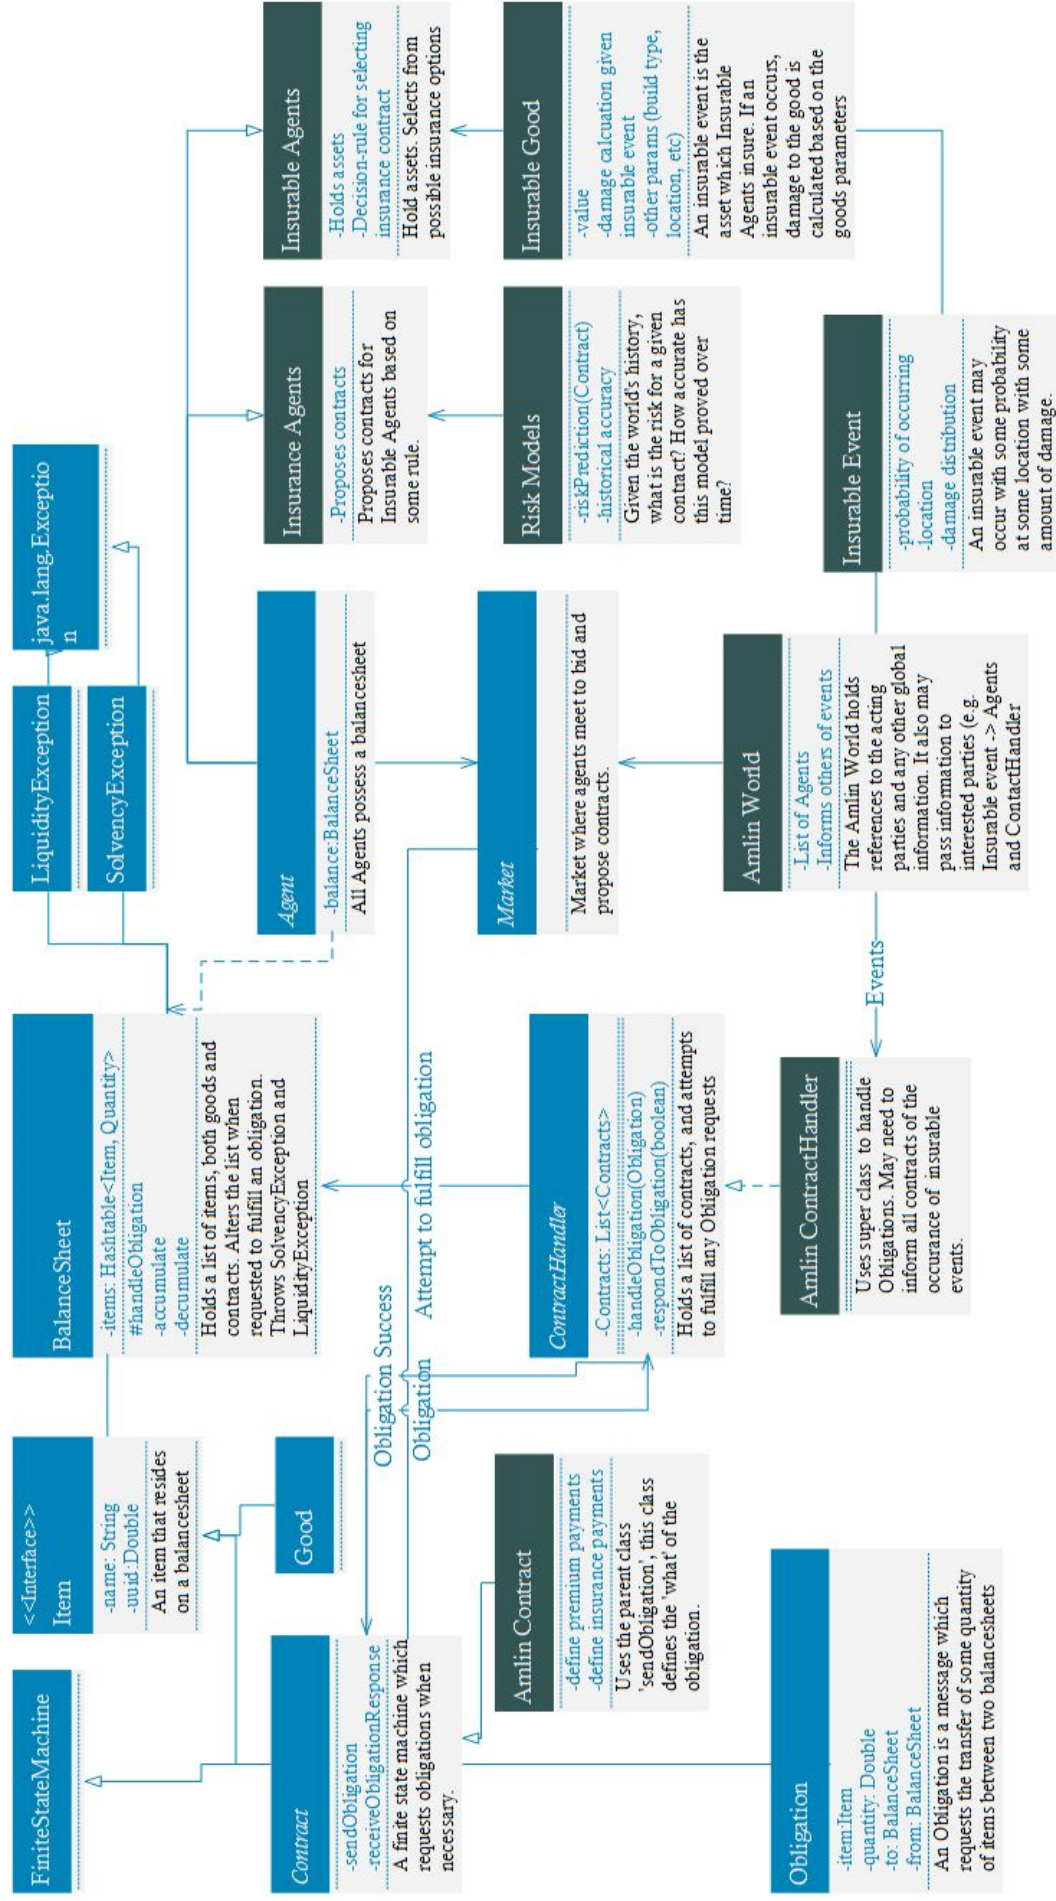 FiniteStateMachine
<<Interface>>
Item
-name: String
-uuid:Double
An item that resides
on a balancesheet
BalanceSheet
-items: Hashtable<Item, Quantity>
#handleObligation
-accumulate
-decumulate
Holds a list of items, both goods and
contracts. Alters the list when
requested to fulfill an obligation.
Throws SolvencyException and
LiquidityException
LiquidityException
SolvencyException
java.lang.Exceptio
n
Contract
-sendObligation
-receiveObligationResponse
A finite state machine which
requests obligations when
necessary.
Good
Obligation Success
Obligation
Attempt to fulfill obligation
Agent
-balance:BalanceSheet
All Agents possess a balancesheet
Insurance Agents
-Proposes contracts
Proposes contracts for
Insurable Agents based on
some rule.
Insurable Agents
-Holds assets
-Decision-rule for selecting
insurance contract
Hold assets. Selects from
possible insurance options
Amlin Contract
-define premium payments
-define insurance payments
Uses the parent class
'sendObligation', this class
defines the 'what' of the
obligation.
ContractHandler
-Contracts: List<Contracts>
-handleObligation(Obligation)
-respondToObligation(boolean)
Holds a list of contracts, and attempts
to fulfill any Obligation requests
Market
Market where agents meet to bid and
propose contracts.
Risk Models
-riskPrediction(Contract)
-historical accuracy
Given the world's history,
what is the risk for a given
contract? How accurate has
this model proved over
time?
Insurable Good
-value
-damage calcuation given
insurable event
-other params (build type,
location, etc)
An insurable event is the
asset which Insurable
Agents insure. If an
insurable event occurs,
damage to the good is
calculated based on the
goods parameters
Obligation
-item:Item
-quantity: Double
-to: BalanceSheet
-from: BalanceSheet
An Obligation is a message which
requests the transfer of some quantity
of items between two balancesheets
Amlin ContractHandler
Uses super class to handle
Obligations. May need to
inform all contracts of the
occurance of insurable
events.
Events
Amlin World
-List of Agents
-Informs others of events
The Amlin World holds
references to the acting
parties and any other global
information. It also may
pass information to
interested parties (e.g.
Insurable event -> Agents
and ContactHandler
Insurable Event
-probability of occurring
-location
-damage distribution
An insurable event may
occur with some probability
at some location with some
amount of damage.